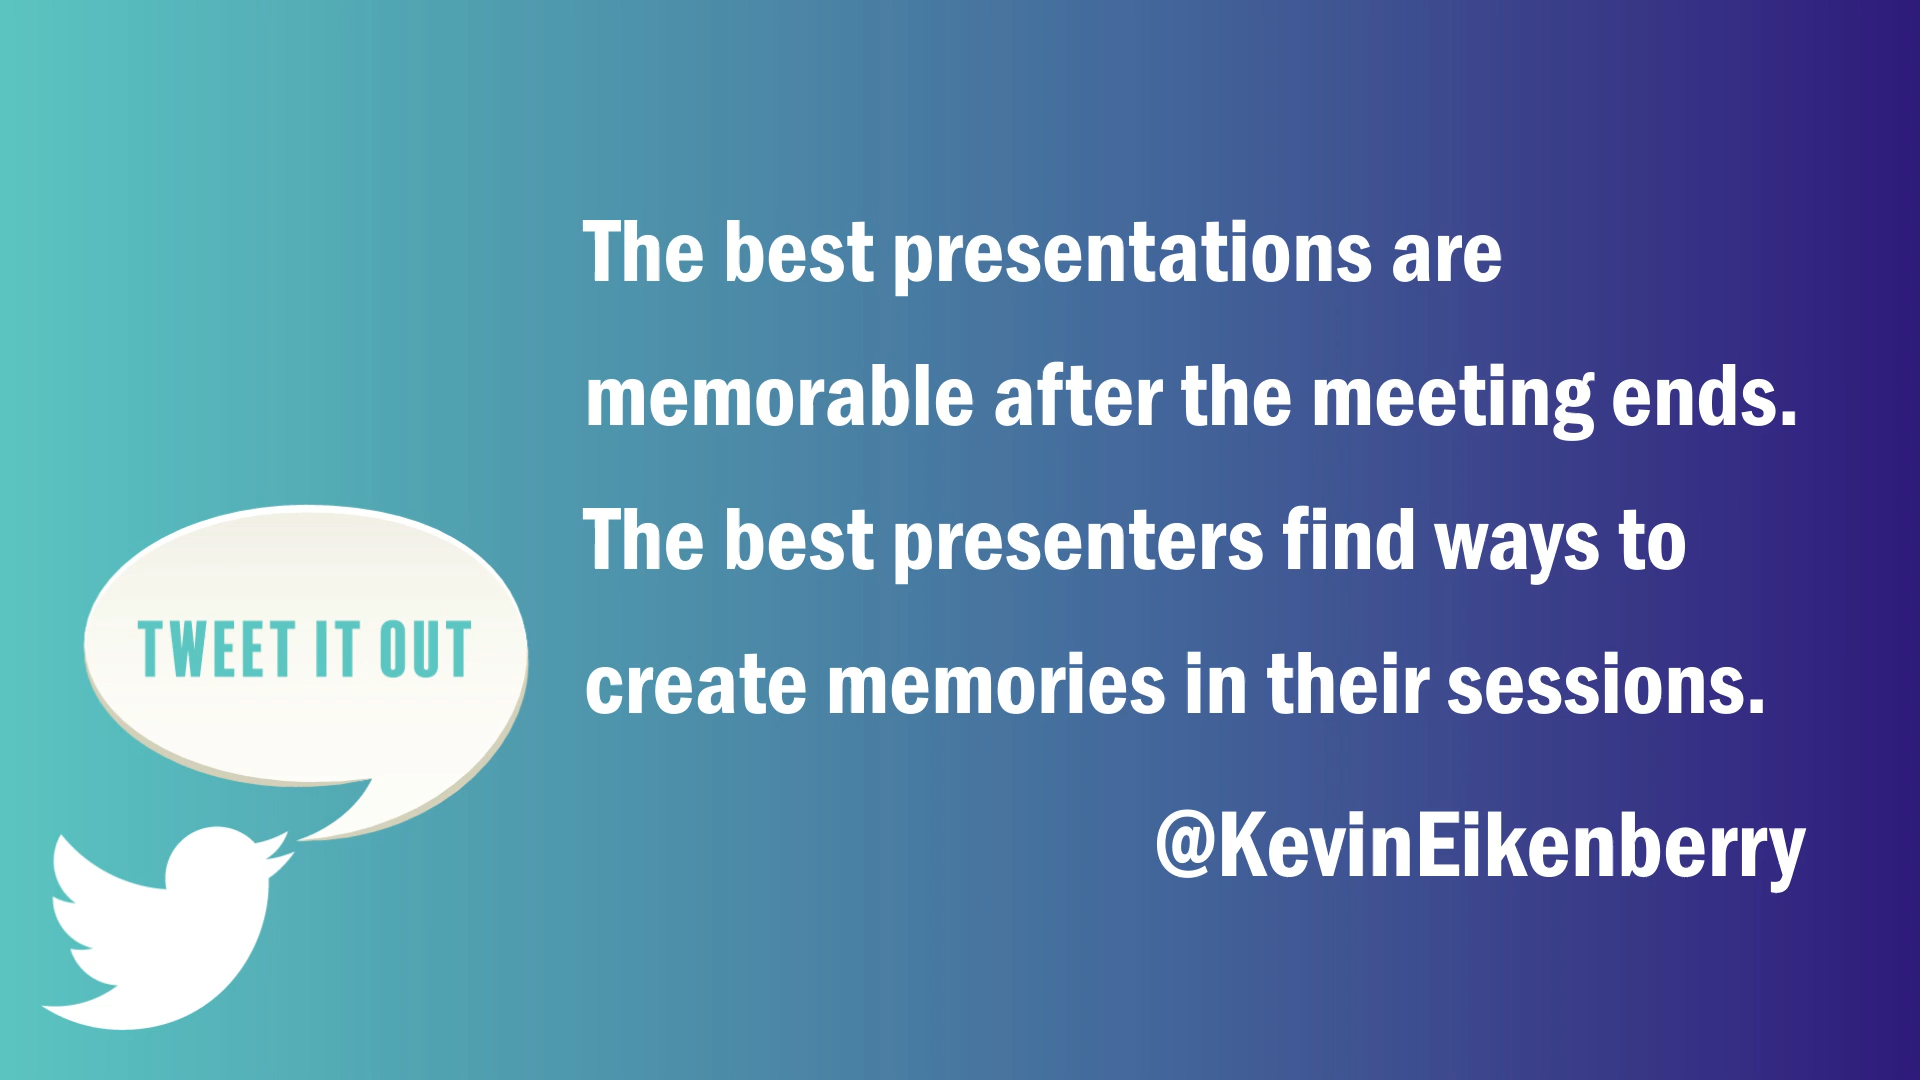 The best presentations are
memorable after the meeting ends.
The best presenters find ways to
create memories in their sessions.
@KevinEikenberry
TWEET IT OUT